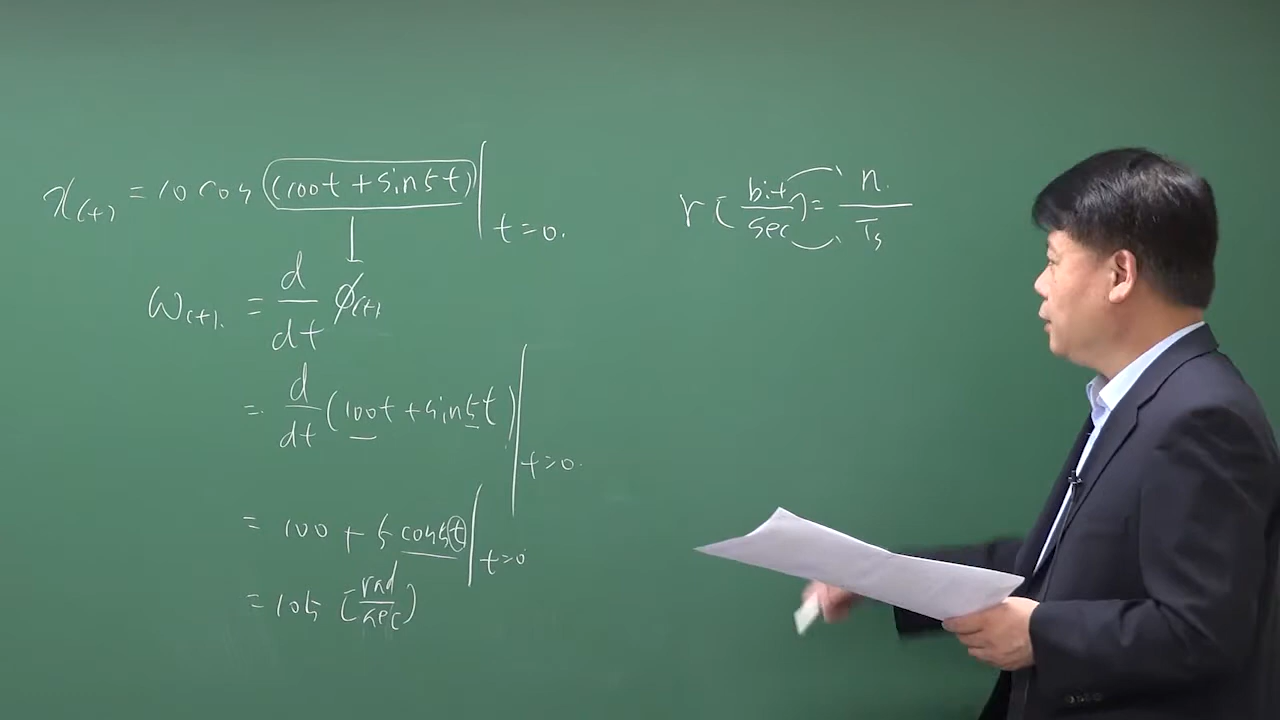 x(t) = 10 cos (100t + sin5t) | t=0.
ω(t). = d/dt ϕ(t)
= d/dt (100t + sin5t) | t=0.
= 100 + 5 cos5t | t=0
= 105 [rad/sec]
r [bit/sec] = n. / Ts